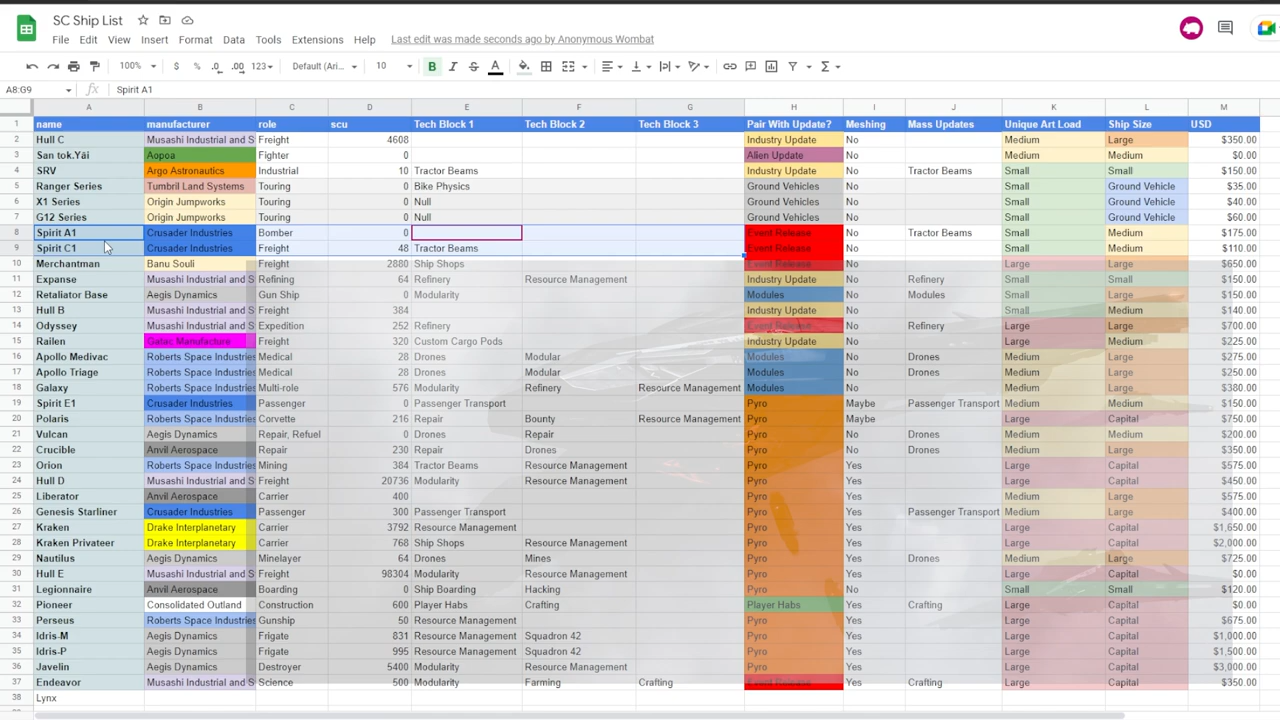 SC Ship List
File Edit View Insert Format Data Tools Extensions Help Last edit was made seconds ago by Anonymous Wombat
100% $ % .0 .00 123 Default (Ari... 10 B I S A
A8:G9 fx Spirit A1
A B C D E F G H I J K L M
1 name manufacturer role scu Tech Block 1 Tech Block 2 Tech Block 3 Pair With Update? Meshing Mass Updates Unique Art Load Ship Size USD
2 Hull C Musashi Industrial and S Freight 4608 Industry Update No Medium Large $350.00
3 San tok.Yāi Aopoa Fighter 0 Alien Update No Medium Medium $0.00
4 SRV Argo Astronautics Industrial 10 Tractor Beams Industry Update No Tractor Beams Small Small $150.00
5 Ranger Series Tumbril Land Systems Touring 0 Bike Physics Ground Vehicles No Small Ground Vehicle $35.00
6 X1 Series Origin Jumpworks Touring 0 Null Ground Vehicles No Small Ground Vehicle $40.00
7 G12 Series Origin Jumpworks Touring 0 Null Ground Vehicles No Small Ground Vehicle $60.00
8 Spirit A1 Crusader Industries Bomber 0 Event Release No Tractor Beams Small Medium $175.00
9 Spirit C1 Crusader Industries Freight 48 Tractor Beams Event Release No Small Medium $110.00
10 Merchantman Banu Souli Freight 2880 Ship Shops Event Release No Large Large $650.00
11 Expanse Musashi Industrial and S Refining 64 Refinery Resource Management Industry Update No Refinery Small Small $150.00
12 Retaliator Base Aegis Dynamics Gun Ship 0 Modularity Modules No Modules Small Large $150.00
13 Hull B Musashi Industrial and S Freight 384 Industry Update No Small Medium $140.00
14 Odyssey Musashi Industrial and S Expedition 252 Refinery Event Release No Refinery Large Large $700.00
15 Railen Gatac Manufacture Freight 320 Custom Cargo Pods Industry Update No Large Medium $225.00
16 Apollo Medivac Roberts Space Industries Medical 28 Drones Modular Modules No Drones Medium Large $275.00
17 Apollo Triage Roberts Space Industries Medical 28 Drones Modular Modules No Drones Medium Large $250.00
18 Galaxy Roberts Space Industries Multi-role 576 Modularity Refinery Resource Management Modules No Medium Large $380.00
19 Spirit E1 Crusader Industries Passenger 0 Passenger Transport Pyro Maybe Passenger Transport Small Medium $150.00
20 Polaris Roberts Space Industries Corvette 216 Repair Bounty Resource Management Pyro Maybe Large Capital $750.00
21 Vulcan Aegis Dynamics Repair, Refuel 0 Drones Repair Pyro No Drones Medium Medium $200.00
22 Crucible Anvil Aerospace Repair 230 Repair Drones Pyro No Drones Medium Large $350.00
23 Orion Roberts Space Industries Mining 384 Tractor Beams Resource Management Pyro Yes Large Capital $575.00
24 Hull D Musashi Industrial and S Freight 20736 Modularity Resource Management Pyro Yes Large Capital $450.00
25 Liberator Anvil Aerospace Carrier 400 Pyro Yes Medium Large $575.00
26 Genesis Starliner Crusader Industries Passenger 300 Passenger Transport Pyro Yes Passenger Transport Medium Large $400.00
27 Kraken Drake Interplanetary Carrier 3792 Resource Management Pyro Yes Large Capital $1,650.00
28 Kraken Privateer Drake Interplanetary Carrier 768 Ship Shops Resource Management Pyro Yes Large Capital $2,000.00
29 Nautilus Aegis Dynamics Minelayer 64 Drones Mines Pyro Yes Drones Medium Large $725.00
30 Hull E Musashi Industrial and S Freight 98304 Modularity Resource Management Pyro Yes Large Capital $0.00
31 Legionnaire Anvil Aerospace Boarding 0 Ship Boarding Hacking Pyro Yes Small Small $120.00
32 Pioneer Consolidated Outland Construction 600 Player Habs Crafting Player Habs Yes Crafting Large Capital $0.00
33 Perseus Roberts Space Industries Gunship 50 Resource Management Pyro Yes Large Capital $675.00
34 Idris-M Aegis Dynamics Frigate 831 Resource Management Squadron 42 Pyro Yes Large Capital $1,000.00
35 Idris-P Aegis Dynamics Frigate 995 Resource Management Squadron 42 Pyro Yes Large Capital $1,500.00
36 Javelin Aegis Dynamics Destroyer 5400 Modularity Resource Management Pyro Yes Large Capital $3,000.00
37 Endeavor Musashi Industrial and S Science 500 Modularity Farming Crafting Event Release Yes Crafting Large Capital $350.00
38 Lynx